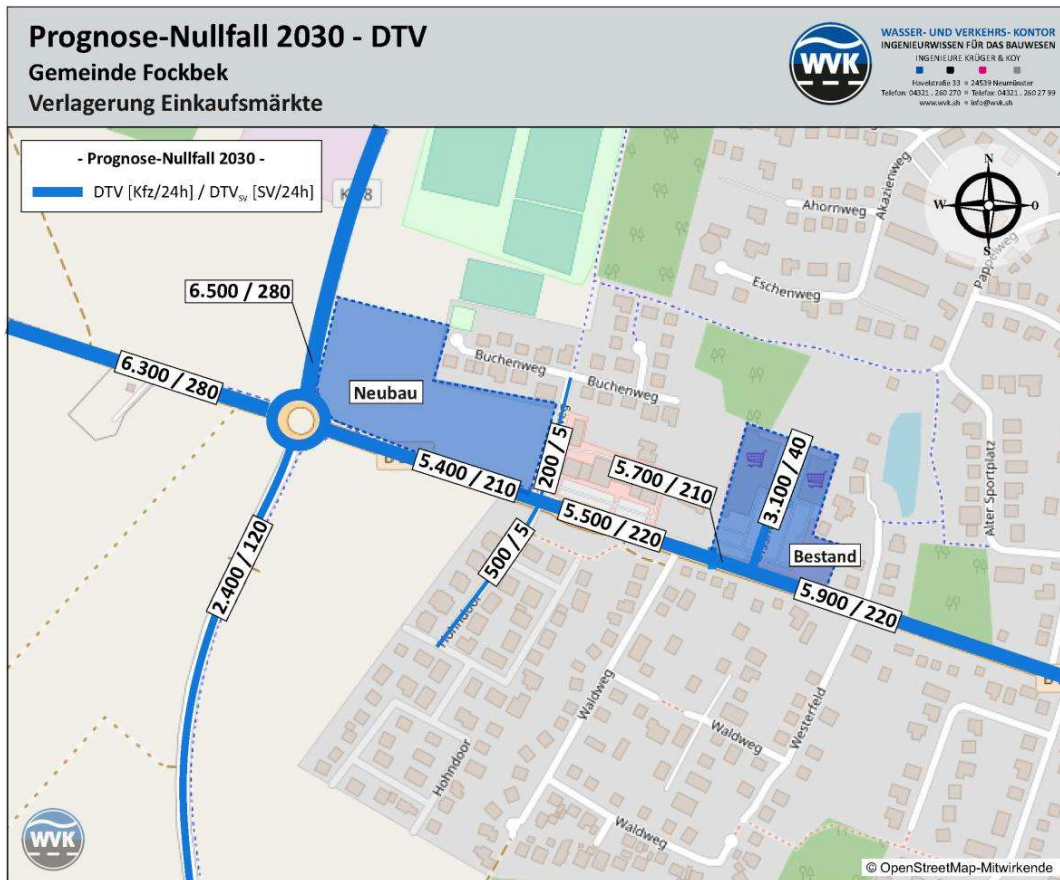 Prognose-Nullfall 2030 - DTV
Gemeinde Fockbek
Verlagerung Einkaufsmärkte
WVK
WASSER- UND VERKEHRS- KONTOR
INGENIEURWISSEN FÜR DAS BAUWESEN
INGENIEURE KRÜGER & KOY
Havelstraße 33 24539 Neumünster
Telefon: 04321 . 260 270 Telefax: 04321 . 260 27 99
www.wvk.sh info@wvk.sh
- Prognose-Nullfall 2030 -
DTV [Kfz/24h] / DTVSV [SV/24h]
N
W
O
S
Akazienweg
Ahornweg
Pappelweg
Eschenweg
6.500 / 280
6.300 / 280
Neubau
Buchenweg
Buchenweg
5.400 / 210
200 / 5
5.700 / 210
3.100 / 40
5.500 / 220
500 / 5
Bestand
5.900 / 220
Alter Sportplatz
2.400 / 120
Hohndoor
Waldweg
Westerfeld
Waldweg
Hohndoor
Waldweg
WVK
© OpenStreetMap-Mitwirkende